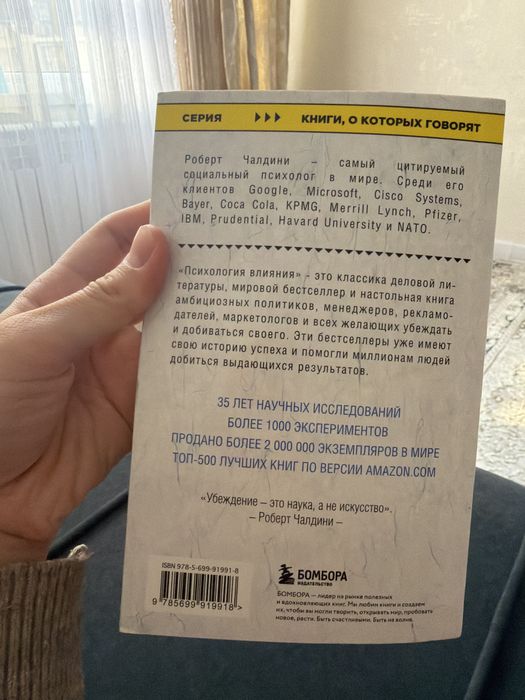 СЕРИЯ КНИГИ, О КОТОРЫХ ГОВОРЯТ
Роберт Чалдини – самый цитируемый
социальный психолог в мире. Среди его
клиентов Google, Microsoft, Cisco Systems,
Bayer, Coca Cola, KPMG, Merrill Lynch, Pfizer,
IBM, Prudential, Havard University и NATO.
«Психология влияния» - это классика деловой ли-
тературы, мировой бестселлер и настольная книга
амбициозных политиков, менеджеров, рекламо-
дателей, маркетологов и всех желающих убеждать
и добиваться своего. Эти бестселлеры уже имеют
свою историю успеха и помогли миллионам людей
добиться выдающихся результатов.
35 ЛЕТ НАУЧНЫХ ИССЛЕДОВАНИЙ
БОЛЕЕ 1000 ЭКСПЕРИМЕНТОВ
ПРОДАНО БОЛЕЕ 2 000 000 ЭКЗЕМПЛЯРОВ В МИРЕ
ТОП-500 ЛУЧШИХ КНИГ ПО ВЕРСИИ AMAZON.COM
«Убеждение – это наука, а не искусство».
– Роберт Чалдини –
ISBN 978-5-699-91991-8
9 785699 919918 >
БОМБОРА
ИЗДАТЕЛЬСТВО
БОМБОРА — лидер на рынке полезных
и вдохновляющих книг. Мы любим книги и создаем
их, чтобы вы могли творить, открывать мир, пробовать
новое, расти. Быть счастливыми. Быть на волне.